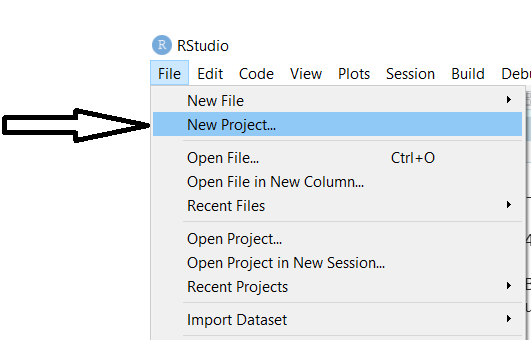 R RStudio
File Edit Code View Plots Session Build Debu
New File
New Project...
Open File... Ctrl+O
Open File in New Column...
Recent Files
Open Project...
Open Project in New Session...
Recent Projects
Import Dataset